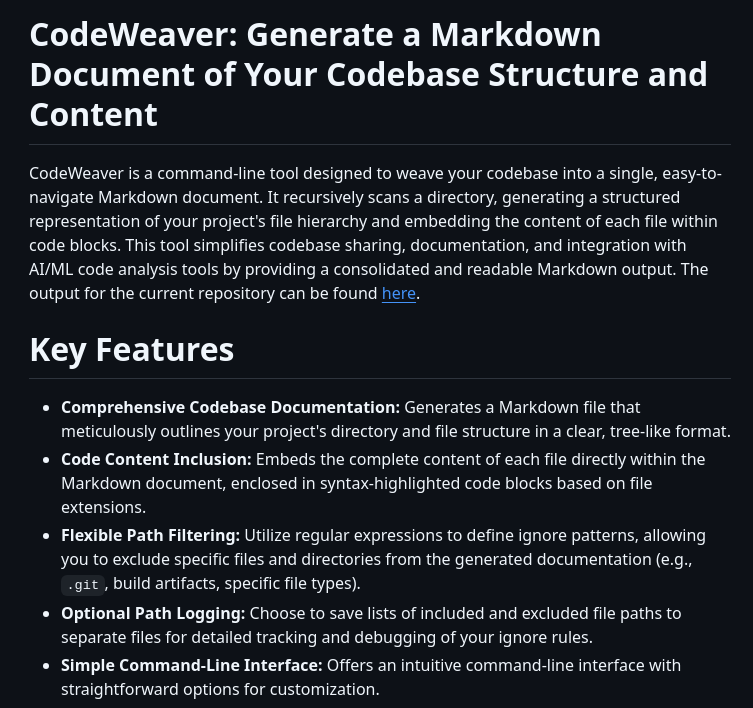 CodeWeaver: Generate a Markdown
Document of Your Codebase Structure and
Content
CodeWeaver is a command-line tool designed to weave your codebase into a single, easy-to-
navigate Markdown document. It recursively scans a directory, generating a structured
representation of your project's file hierarchy and embedding the content of each file within
code blocks. This tool simplifies codebase sharing, documentation, and integration with
AI/ML code analysis tools by providing a consolidated and readable Markdown output. The
output for the current repository can be found here.
Key Features
• Comprehensive Codebase Documentation: Generates a Markdown file that
meticulously outlines your project's directory and file structure in a clear, tree-like format.
• Code Content Inclusion: Embeds the complete content of each file directly within the
Markdown document, enclosed in syntax-highlighted code blocks based on file
extensions.
• Flexible Path Filtering: Utilize regular expressions to define ignore patterns, allowing
you to exclude specific files and directories from the generated documentation (e.g.,
.git, build artifacts, specific file types).
• Optional Path Logging: Choose to save lists of included and excluded file paths to
separate files for detailed tracking and debugging of your ignore rules.
• Simple Command-Line Interface: Offers an intuitive command-line interface with
straightforward options for customization.